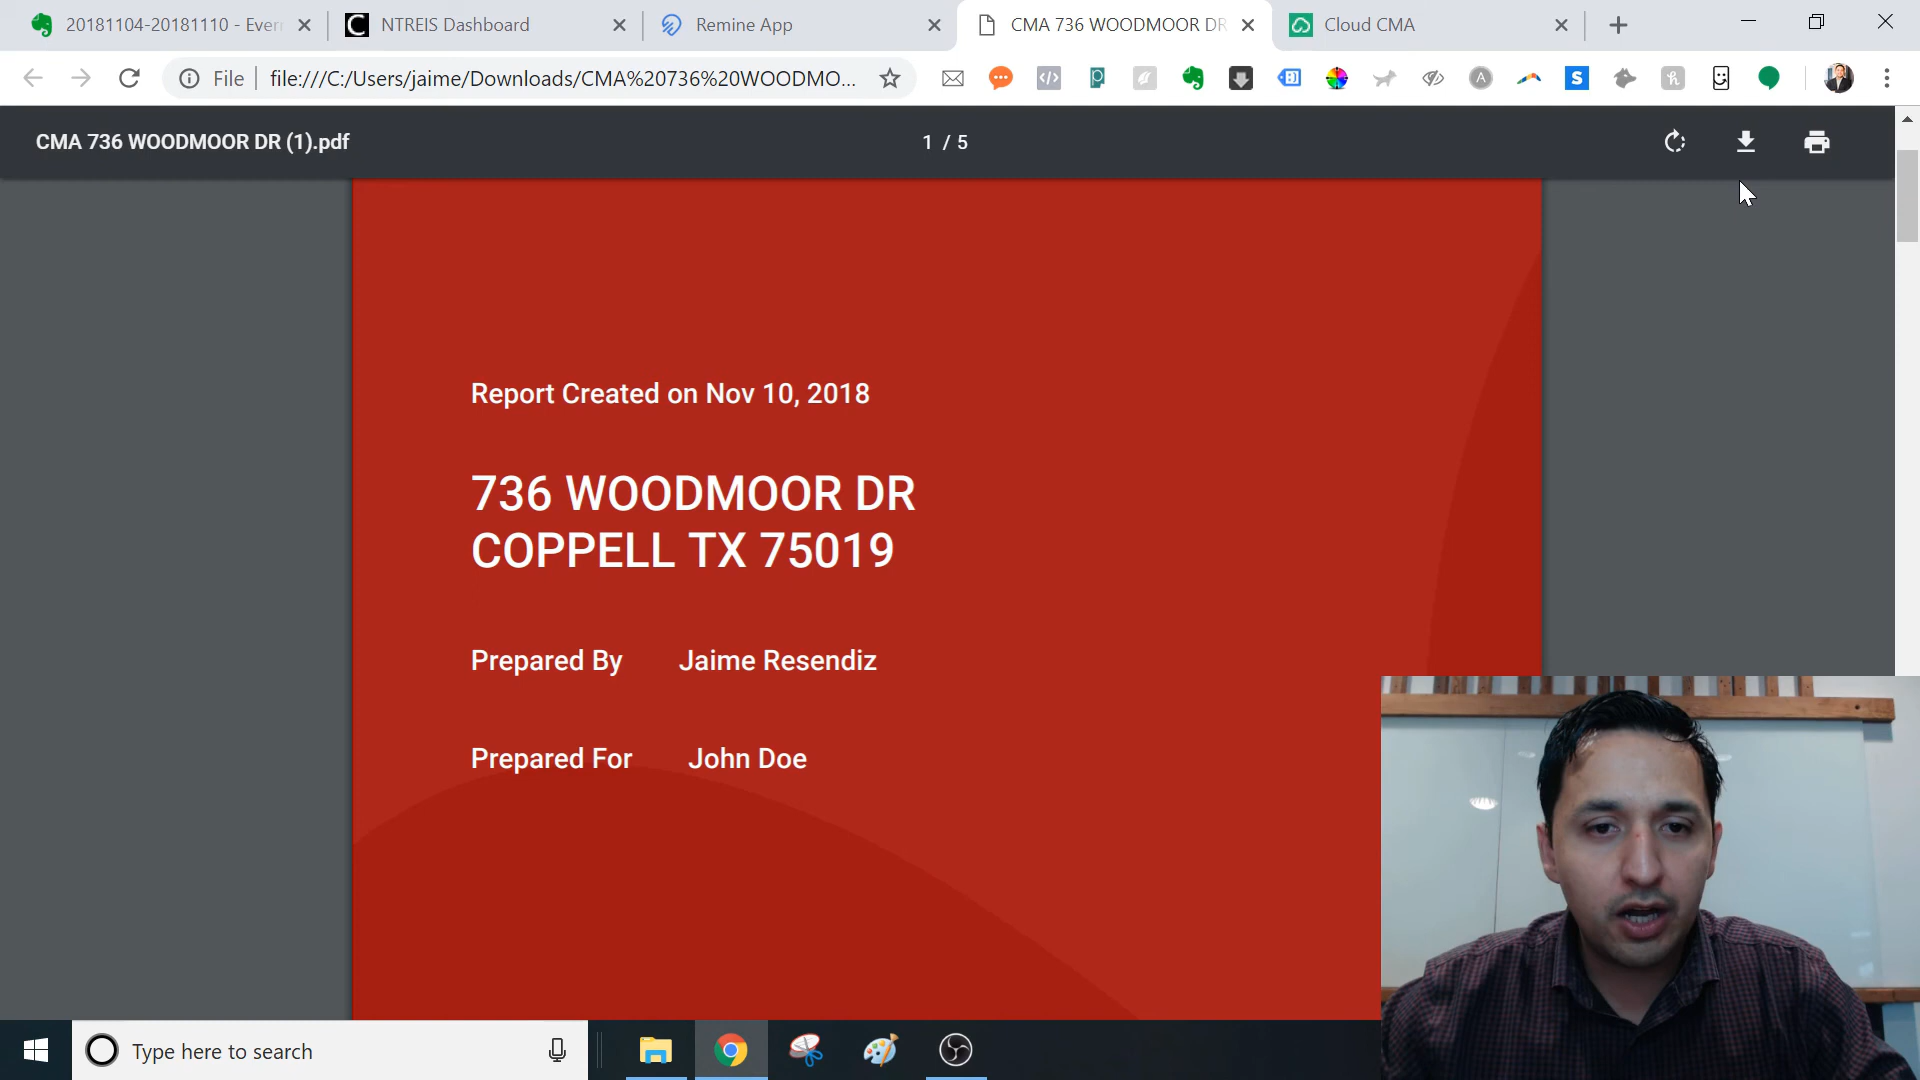 20181104-20181110 - Ever
NTREIS Dashboard
Remine App
CMA 736 WOODMOOR DR
Cloud CMA
File
file:///C:/Users/jaime/Downloads/CMA%20736%20WOODMO...
CMA 736 WOODMOOR DR (1).pdf
1 / 5
Report Created on Nov 10, 2018
736 WOODMOOR DR
COPPELL TX 75019
Prepared By Jaime Resendiz
Prepared For John Doe
Type here to search